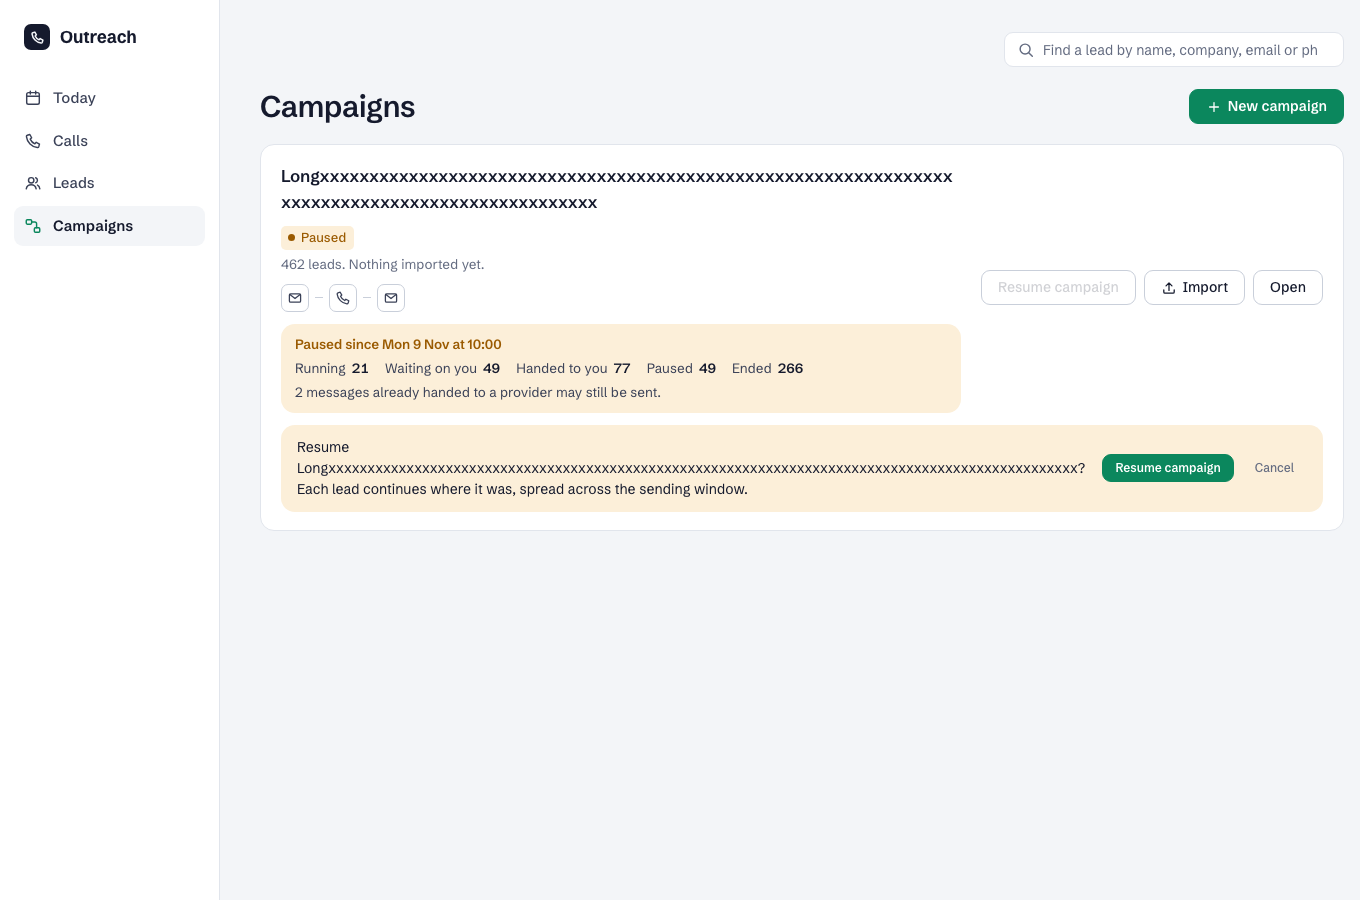 Outreach
Find a lead by name, company, email or ph
Today
Calls
Leads
Campaigns
Campaigns
New campaign
Longxxxxxxxxxxxxxxxxxxxxxxxxxxxxxxxxxxxxxxxxxxxxxxxxxxxxxxxxxxxxxxxx
xxxxxxxxxxxxxxxxxxxxxxxxxxxxxxxx
Paused
462 leads. Nothing imported yet.
Resume campaign
Import
Open
Paused since Mon 9 Nov at 10:00
Running 21 Waiting on you 49 Handed to you 77 Paused 49 Ended 266
2 messages already handed to a provider may still be sent.
Resume
Longxxxxxxxxxxxxxxxxxxxxxxxxxxxxxxxxxxxxxxxxxxxxxxxxxxxxxxxxxxxxxxxxxxxxxxxxxxxxxxxxxxxxxxxxxxxxxxxx?
Each lead continues where it was, spread across the sending window.
Resume campaign
Cancel